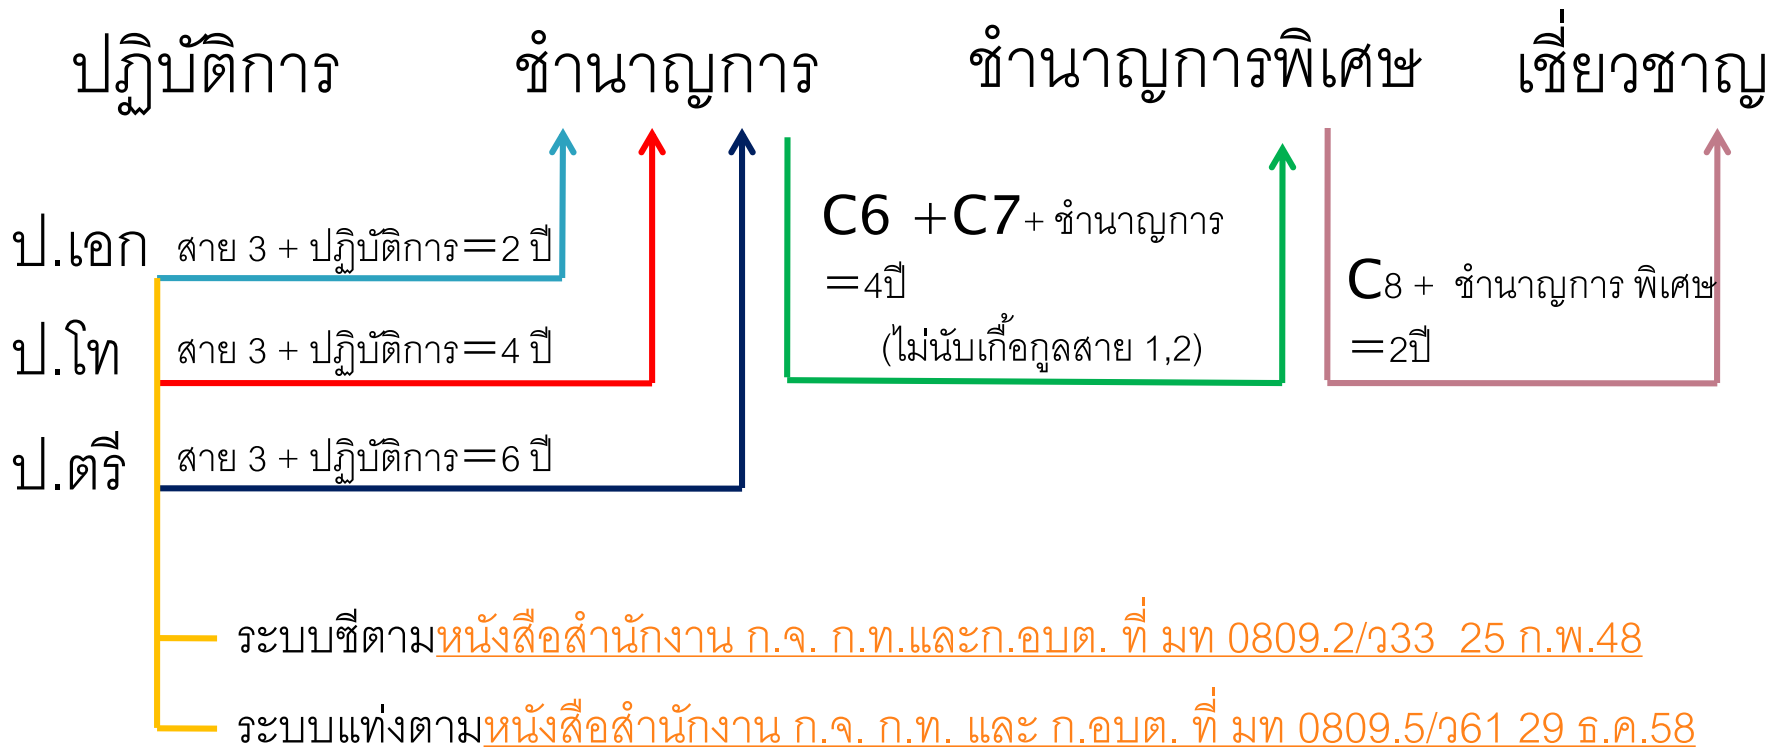 ปฏิบัติการ ชำนาญการ ชำนาญการพิเศษ เชี่ยวชาญ
ป.เอก สาย 3 + ปฏิบัติการ=2 ปี
ป.โท สาย 3 + ปฏิบัติการ=4 ปี
ป.ตรี สาย 3 + ปฏิบัติการ=6 ปี
C6 +C7+ ชำนาญการ
=4ปี
(ไม่นับเกื้อกูลสาย 1,2)
C8 + ชำนาญการ พิเศษ
=2ปี
ระบบซีตามหนังสือสำนักงาน ก.จ. ก.ท.และก.อบต. ที่ มท 0809.2/ว33 25 ก.พ.48
ระบบแท่งตามหนังสือสำนักงาน ก.จ. ก.ท. และ ก.อบต. ที่ มท 0809.5/ว61 29 ธ.ค.58